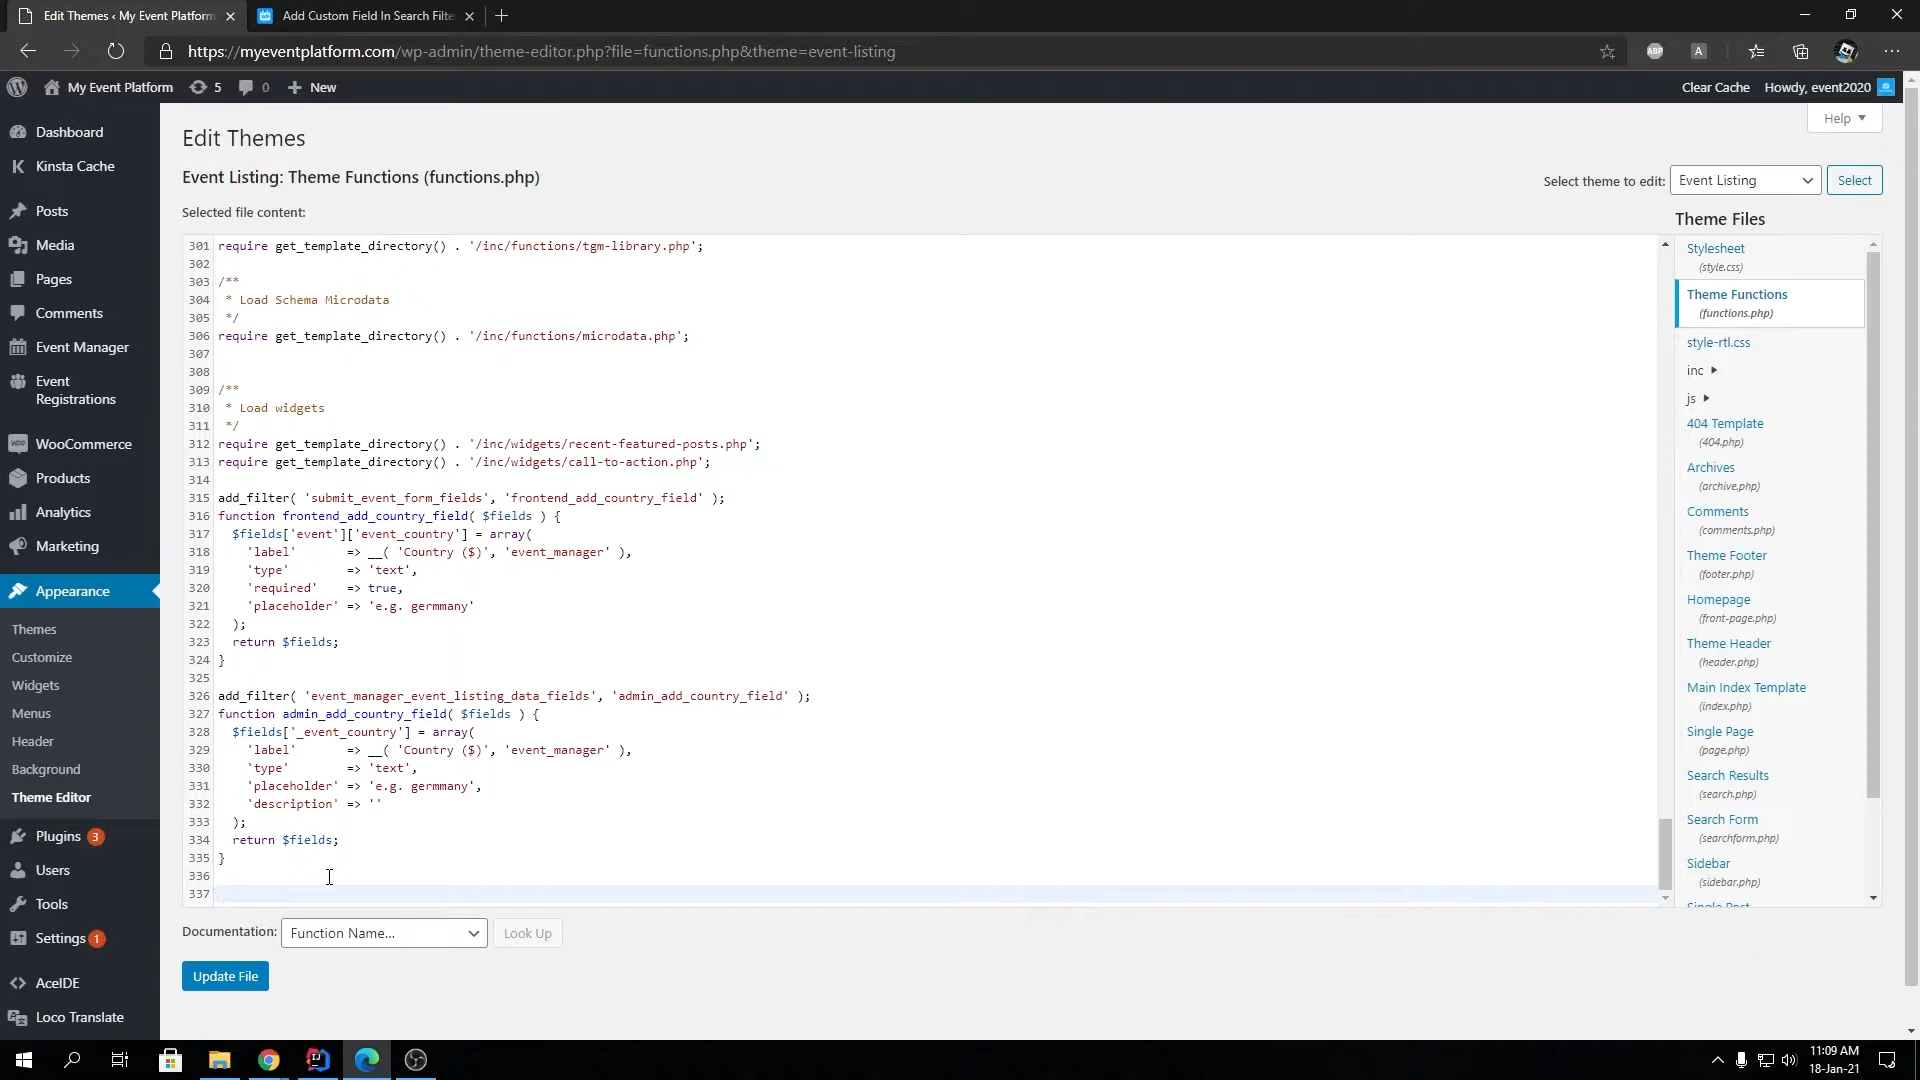 Edit Themes ‹ My Event Platform
Add Custom Field In Search Filte
https://myeventplatform.com/wp-admin/theme-editor.php?file=functions.php&theme=event-listing
ABP
A
My Event Platform
5
0
New
Clear Cache
Howdy, event2020
Dashboard
Kinsta Cache
Posts
Media
Pages
Comments
Event Manager
Event
Registrations
WooCommerce
Products
Analytics
Marketing
Appearance
Themes
Customize
Widgets
Menus
Header
Background
Theme Editor
Plugins 3
Users
Tools
Settings 1
AceIDE
Loco Translate
Help
Edit Themes
Event Listing: Theme Functions (functions.php)
Select theme to edit: Event Listing Select
Selected file content:
301 require get_template_directory() . '/inc/functions/tgm-library.php';
302
303 /**
304 * Load Schema Microdata
305 */
306 require get_template_directory() . '/inc/functions/microdata.php';
307
308
309 /**
310 * Load widgets
311 */
312 require get_template_directory() . '/inc/widgets/recent-featured-posts.php';
313 require get_template_directory() . '/inc/widgets/call-to-action.php';
314
315 add_filter( 'submit_event_form_fields', 'frontend_add_country_field' );
316 function frontend_add_country_field( $fields ) {
317 $fields['event']['event_country'] = array(
318 'label' => __( 'Country ($)', 'event_manager' ),
319 'type' => 'text',
320 'required' => true,
321 'placeholder' => 'e.g. germmany'
322 );
323 return $fields;
324 }
325
326 add_filter( 'event_manager_event_listing_data_fields', 'admin_add_country_field' );
327 function admin_add_country_field( $fields ) {
328 $fields['_event_country'] = array(
329 'label' => __( 'Country ($)', 'event_manager' ),
330 'type' => 'text',
331 'placeholder' => 'e.g. germmany',
332 'description' => ''
333 );
334 return $fields;
335 }
336
337
Documentation: Function Name... Look Up
Update File
Theme Files
Stylesheet
(style.css)
Theme Functions
(functions.php)
style-rtl.css
inc
js
404 Template
(404.php)
Archives
(archive.php)
Comments
(comments.php)
Theme Footer
(footer.php)
Homepage
(front-page.php)
Theme Header
(header.php)
Main Index Template
(index.php)
Single Page
(page.php)
Search Results
(search.php)
Search Form
(searchform.php)
Sidebar
(sidebar.php)
Single Post
11:09 AM
18-Jan-21